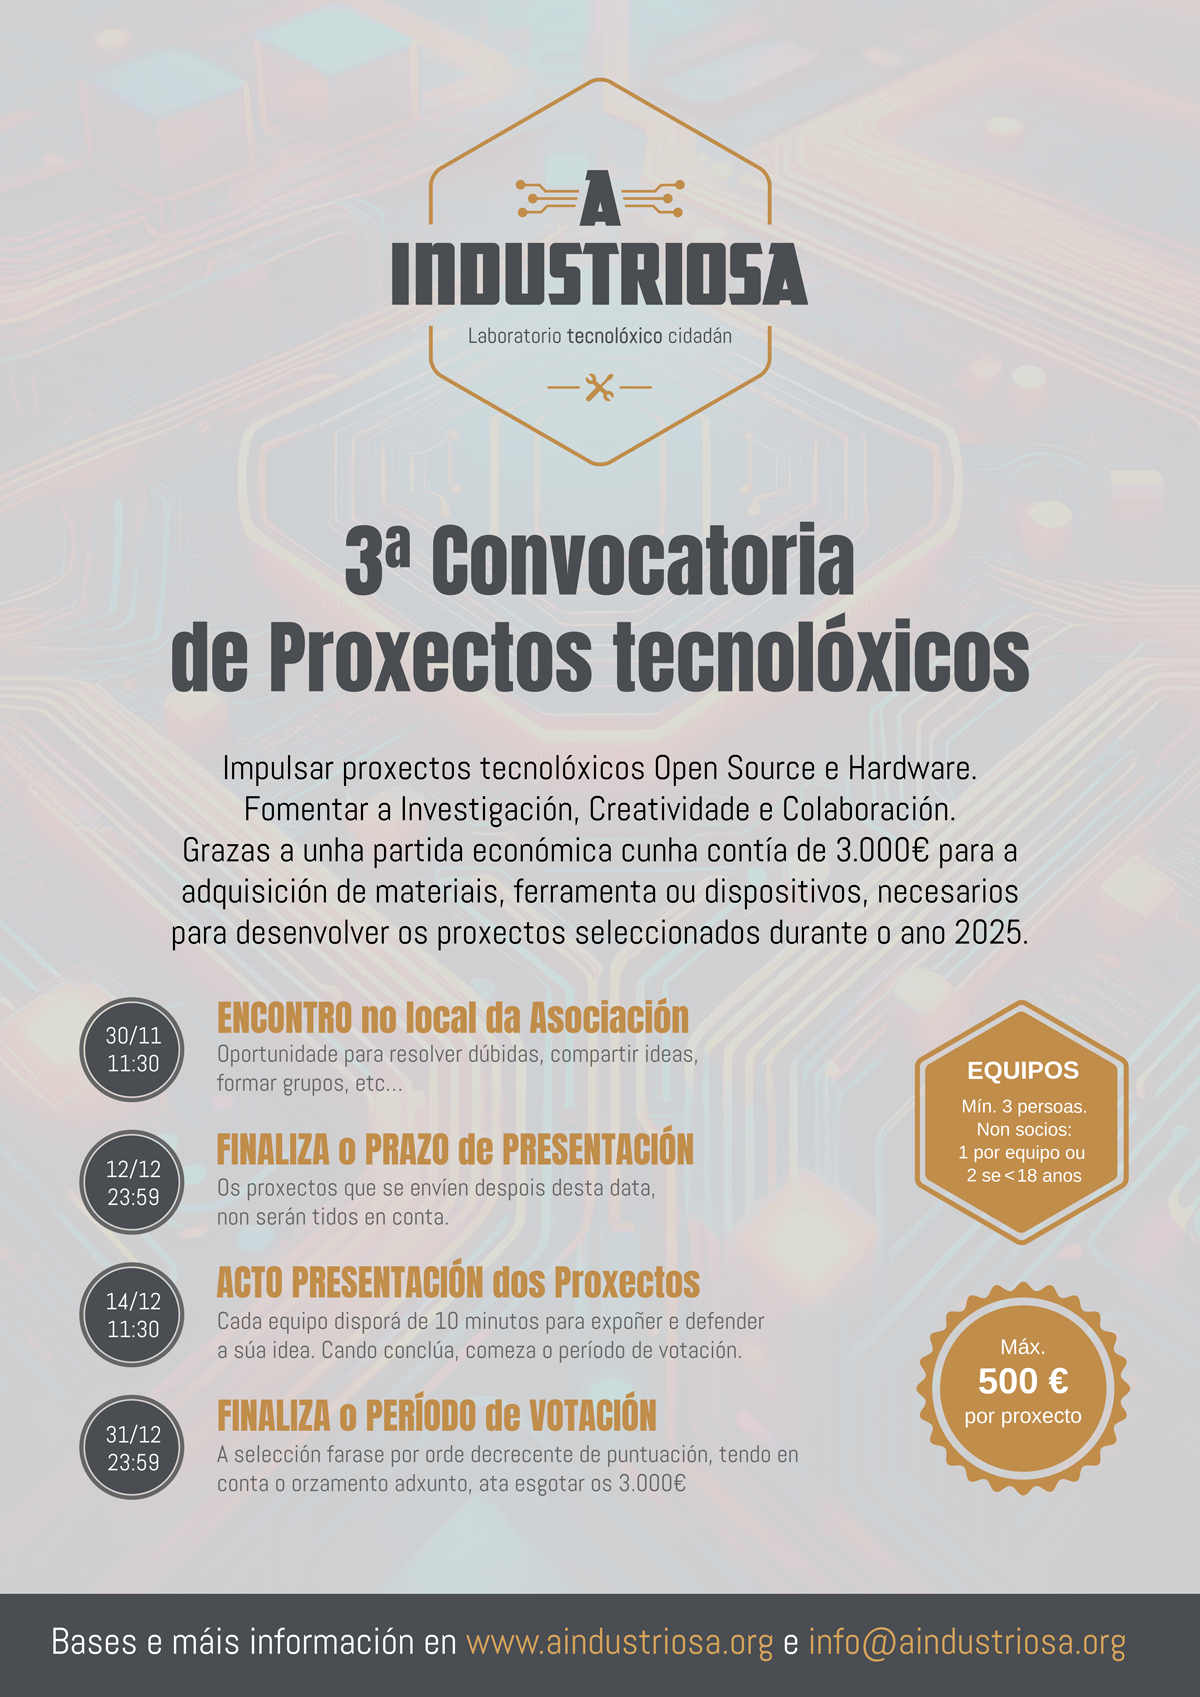 A
INDUSTRIOSA
Laboratorio tecnolóxico cidadán
3ª Convocatoria
de Proxectos tecnolóxicos
Impulsar proxectos tecnolóxicos Open Source e Hardware.
Fomentar a Investigación, Creatividade e Colaboración.
Grazas a unha partida económica cunha contía de 3.000€ para a
adquisición de materiais, ferramenta ou dispositivos, necesarios
para desenvolver os proxectos seleccionados durante o ano 2025.
30/11
11:30
ENCONTRO no local da Asociación
Oportunidade para resolver dúbidas, compartir ideas,
formar grupos, etc...
12/12
23:59
FINALIZA o PRAZO de PRESENTACIÓN
Os proxectos que se envíen despois desta data,
non serán tidos en conta.
14/12
11:30
ACTO PRESENTACIÓN dos Proxectos
Cada equipo disporá de 10 minutos para expoñer e defender
a súa idea. Cando conclúa, comeza o período de votación.
31/12
23:59
FINALIZA o PERÍODO de VOTACIÓN
A selección farase por orde decrecente de puntuación, tendo en
conta o orzamento adxunto, ata esgotar os 3.000€
EQUIPOS
Mín. 3 persoas.
Non socios:
1 por equipo ou
2 se < 18 anos
Máx.
500 €
por proxecto
Bases e máis información en www.aindustriosa.org e info@aindustriosa.org